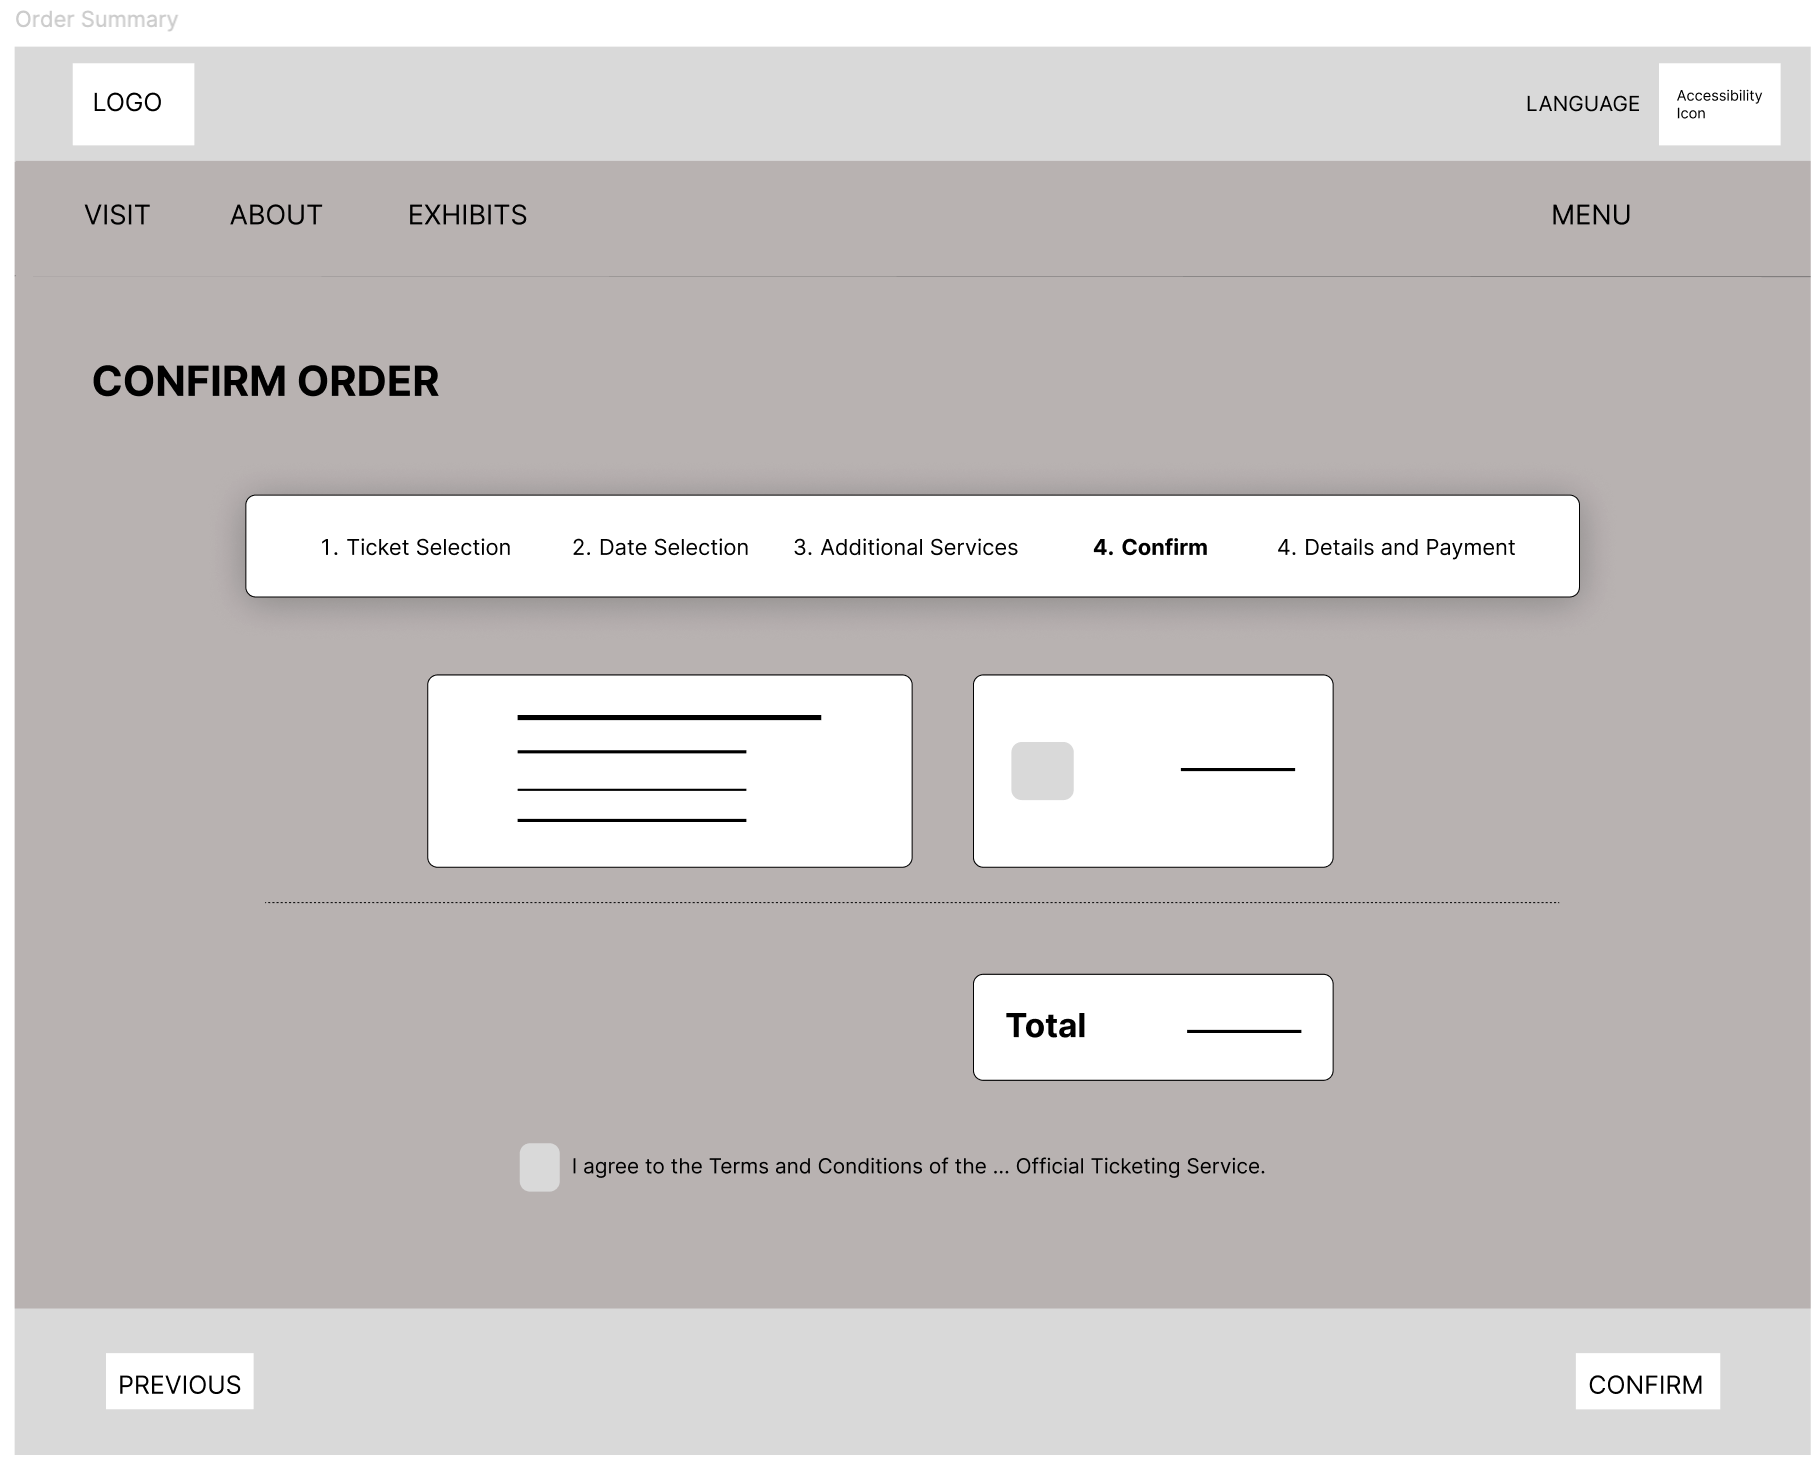 Order Summary
LOGO
LANGUAGE
Accessibility
Icon
VISIT
ABOUT
EXHIBITS
MENU
CONFIRM ORDER
1. Ticket Selection
2. Date Selection
3. Additional Services
4. Confirm
4. Details and Payment
Total
I agree to the Terms and Conditions of the ... Official Ticketing Service.
PREVIOUS
CONFIRM